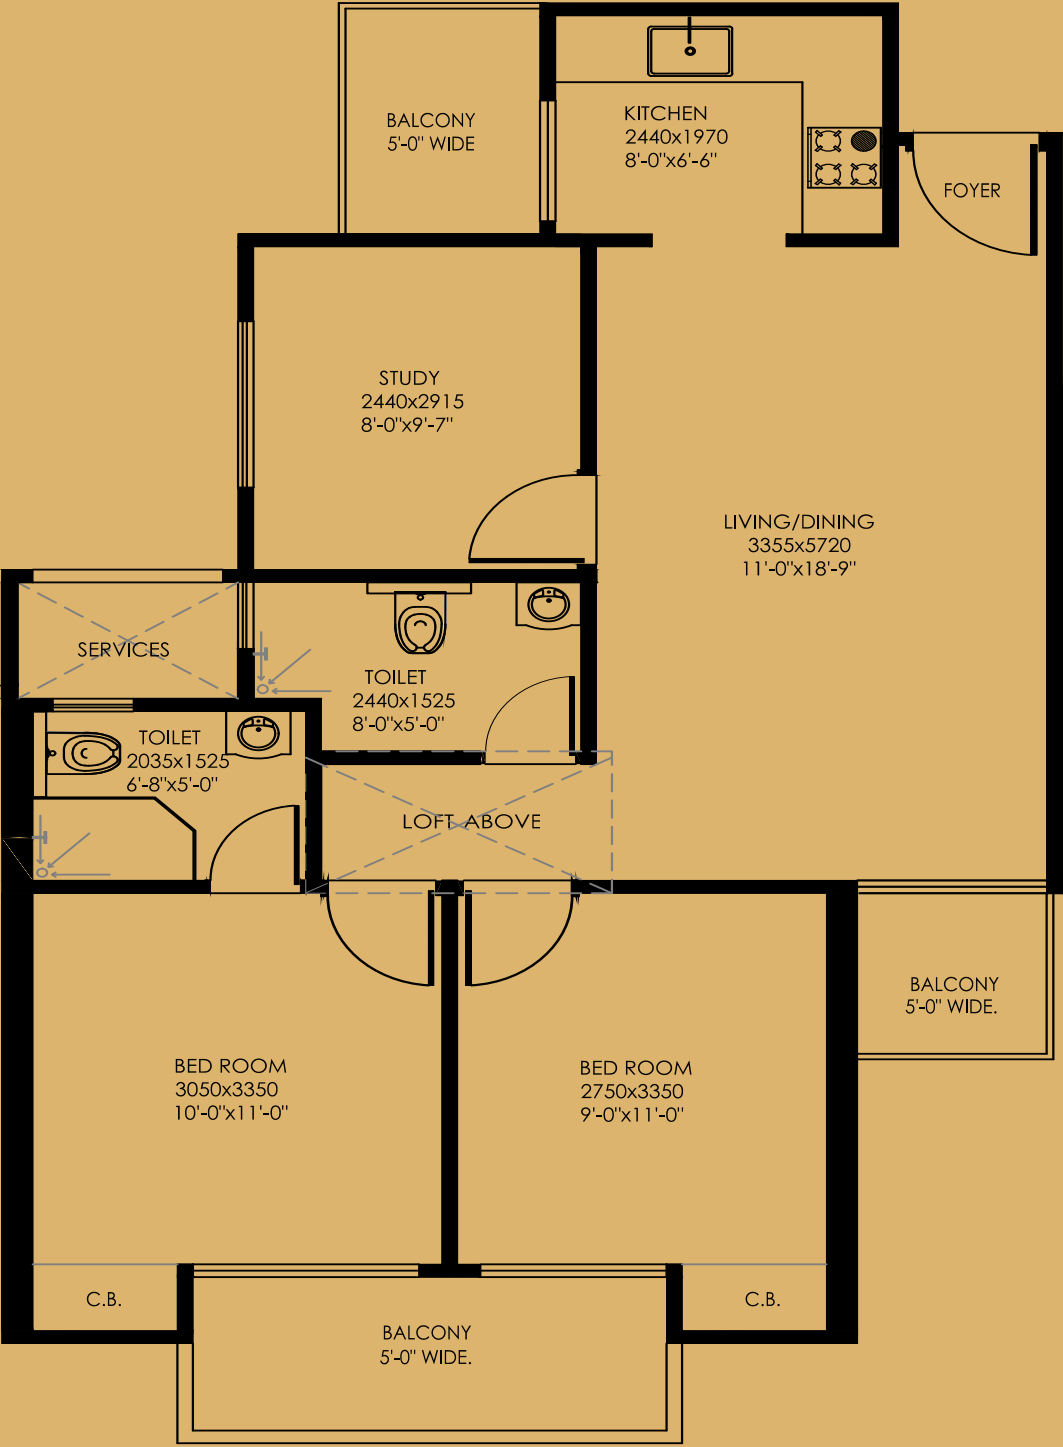 BALCONY
5'-0" WIDE
KITCHEN
2440x1970
8'-0"x6'-6"
FOYER
STUDY
2440x2915
8'-0"x9'-7"
LIVING/DINING
3355x5720
11'-0"x18'-9"
SERVICES
TOILET
2440x1525
8'-0"x5'-0"
TOILET
2035x1525
6'-8"x5'-0"
LOFT ABOVE
BALCONY
5'-0" WIDE.
BED ROOM
3050x3350
10'-0"x11'-0"
BED ROOM
2750x3350
9'-0"x11'-0"
C.B.
C.B.
BALCONY
5'-0" WIDE.